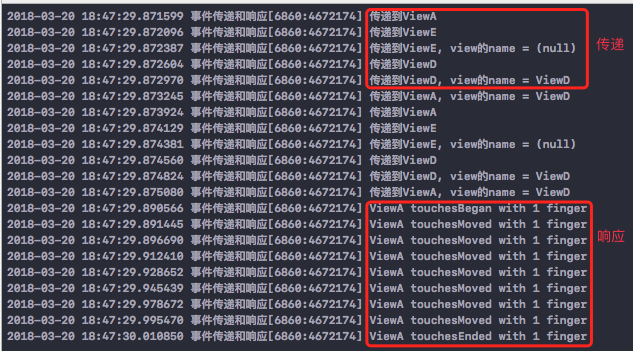 2018-03-20 18:47:29.871599 事件传递和响应[6860:4672174] 传递到ViewA
2018-03-20 18:47:29.872096 事件传递和响应[6860:4672174] 传递到ViewE
2018-03-20 18:47:29.872387 事件传递和响应[6860:4672174] 传递到ViewE, view的name = (null)
传递
2018-03-20 18:47:29.872604 事件传递和响应[6860:4672174] 传递到ViewD
2018-03-20 18:47:29.872970 事件传递和响应[6860:4672174] 传递到ViewD, view的name = ViewD
2018-03-20 18:47:29.873245 事件传递和响应[6860:4672174] 传递到ViewA, view的name = ViewD
2018-03-20 18:47:29.873924 事件传递和响应[6860:4672174] 传递到ViewA
2018-03-20 18:47:29.874129 事件传递和响应[6860:4672174] 传递到ViewE
2018-03-20 18:47:29.874381 事件传递和响应[6860:4672174] 传递到ViewE, view的name = (null)
2018-03-20 18:47:29.874560 事件传递和响应[6860:4672174] 传递到ViewD
2018-03-20 18:47:29.874824 事件传递和响应[6860:4672174] 传递到ViewD, view的name = ViewD
2018-03-20 18:47:29.875080 事件传递和响应[6860:4672174] 传递到ViewA, view的name = ViewD
2018-03-20 18:47:29.890566 事件传递和响应[6860:4672174] ViewA touchesBegan with 1 finger
2018-03-20 18:47:29.891445 事件传递和响应[6860:4672174] ViewA touchesMoved with 1 finger
响应
2018-03-20 18:47:29.896690 事件传递和响应[6860:4672174] ViewA touchesMoved with 1 finger
2018-03-20 18:47:29.912410 事件传递和响应[6860:4672174] ViewA touchesMoved with 1 finger
2018-03-20 18:47:29.928652 事件传递和响应[6860:4672174] ViewA touchesMoved with 1 finger
2018-03-20 18:47:29.945439 事件传递和响应[6860:4672174] ViewA touchesMoved with 1 finger
2018-03-20 18:47:29.978672 事件传递和响应[6860:4672174] ViewA touchesMoved with 1 finger
2018-03-20 18:47:29.995470 事件传递和响应[6860:4672174] ViewA touchesMoved with 1 finger
2018-03-20 18:47:30.010850 事件传递和响应[6860:4672174] ViewA touchesEnded with 1 finger